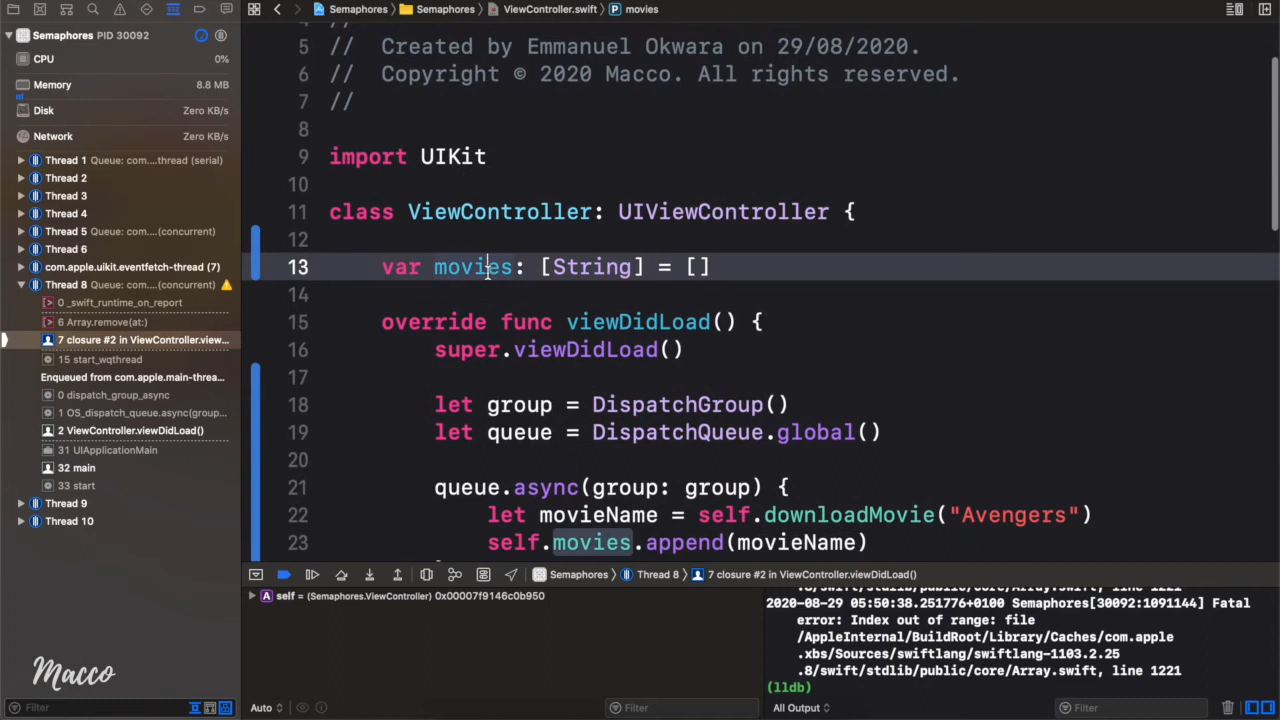 Semaphores PID 30092
CPU 0%
Memory 8.8 MB
Disk Zero KB/s
Network Zero KB/s
Thread 1 Queue: com....thread (serial)
Thread 2
Thread 3
Thread 4
Thread 5 Queue: com....(concurrent)
Thread 6
com.apple.uikit.eventfetch-thread (7)
Thread 8 Queue: com....(concurrent)
0 _swift_runtime_on_report
6 Array.remove(at:)
7 closure #2 in ViewController.view...
15 start_wqthread
Enqueued from com.apple.main-threa...
0 dispatch_group_async
1 OS_dispatch_queue.async(group...
2 ViewController.viewDidLoad()
31 UIApplicationMain
32 main
33 start
Thread 9
Thread 10
Macco
Filter
Semaphores > Semaphores > ViewController.swift > P movies
5 // Created by Emmanuel Okwara on 29/08/2020.
6 // Copyright © 2020 Macco. All rights reserved.
7 //
8
9 import UIKit
10
11 class ViewController: UIViewController {
12
13 var movies: [String] = []
14
15 override func viewDidLoad() {
16 super.viewDidLoad()
17
18 let group = DispatchGroup()
19 let queue = DispatchQueue.global()
20
21 queue.async(group: group) {
22 let movieName = self.downloadMovie("Avengers")
23 self.movies.append(movieName)
Semaphores > Thread 8 > 7 closure #2 in ViewController.viewDidLoad()
A self = (Semaphores.ViewController) 0x00007f9146c0b950
.8/swift/stdlib/public/core/Array.swift, line 1221
2020-08-29 05:50:38.251776+0100 Semaphores[30092:1091144] Fatal
error: Index out of range: file
/AppleInternal/BuildRoot/Library/Caches/com.apple
.xbs/Sources/swiftlang/swiftlang-1103.2.25
.8/swift/stdlib/public/core/Array.swift, line 1221
(lldb)
Auto
Filter
All Output
Filter